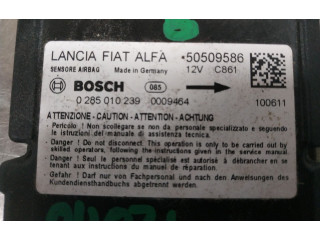 LANCIA FIAT ALFA *50509586
SENSORE AIRBAG Made in Germany 12V C861
BOSCH 085
0 285 010 239 0009464 100611
ATTENZIONE - CAUTION - ATTENTION - ACHTUNG
- Pericolo ! Non scollegare se non da personale specializzato e seguendo
le istruzioni del manuale di assistenza tecnica.
- Danger ! Do not disconnect. This operation is only to be carried out by
skilled operators, following the instructions in the service manual.
- Danger ! Seul le personnel spécialisé est autorisé à débrancher en se
tenant aux instructions indiquées dans le manuel.
- Gefahr ! Darf nur von Fachpersonal und nach den Anweisungen des
Kundendiensthandbuchs abgetrennt werden.